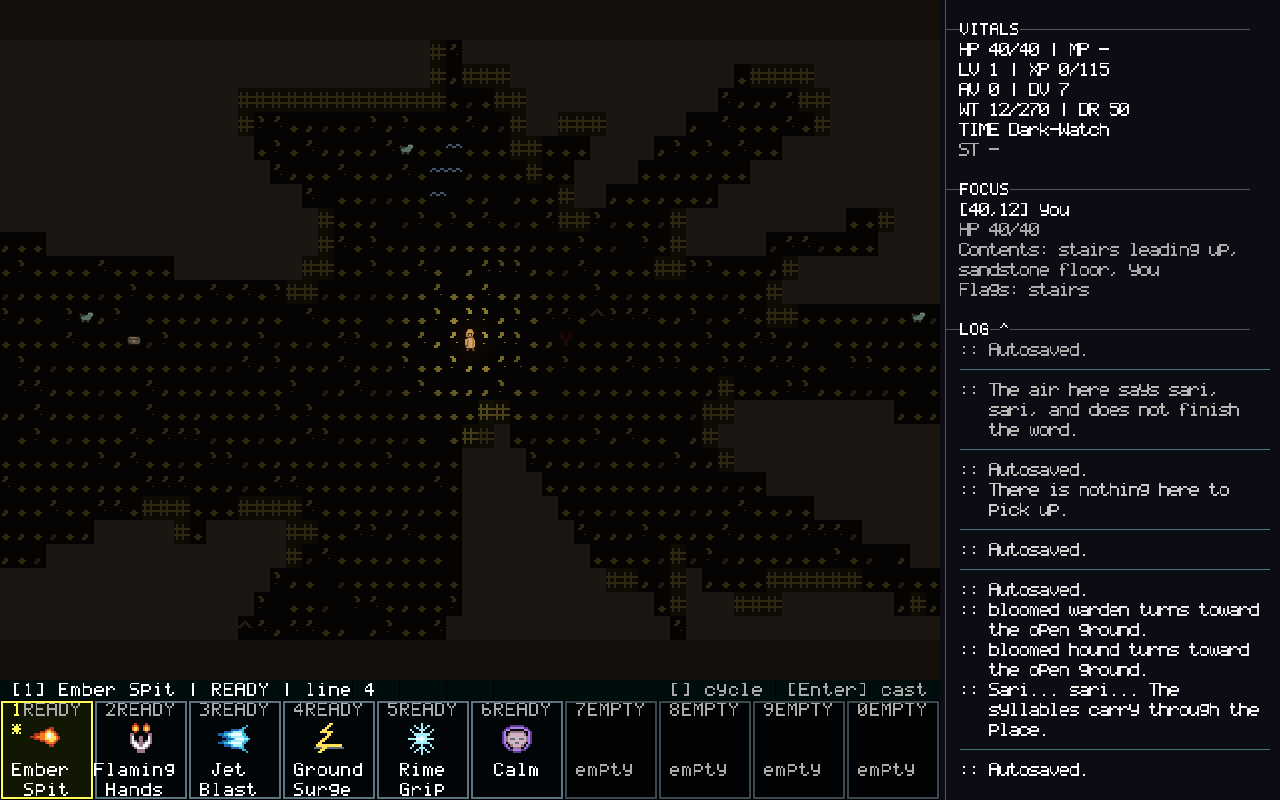 VITALS
HP 40/40 | MP -
LV 1 | XP 0/115
AV 0 | DV 7
WT 12/270 | DR 50
TIME Dark-Watch
ST -
FOCUS
[40,12] You
HP 40/40
Contents: stairs leading up,
sandstone floor, You
Flags: stairs
LOG ^
:: Autosaved.
:: The air here says sari,
sari, and does not finish
the word.
:: Autosaved.
:: There is nothing here to
pick up.
:: Autosaved.
:: Autosaved.
:: bloomed warden turns toward
the open ground.
:: bloomed hound turns toward
the open ground.
:: Sari... sari... The
syllables carry through the
place.
:: Autosaved.
[1] Ember Spit | READY | line 4
[] cycle [Enter] cast
1READY 2READY 3READY 4READY 5READY 6READY 7EMPTY 8EMPTY 9EMPTY 0EMPTY
*
Ember Flaming Jet Ground Rime Calm empty empty empty empty
Spit Hands Blast Surge Grip